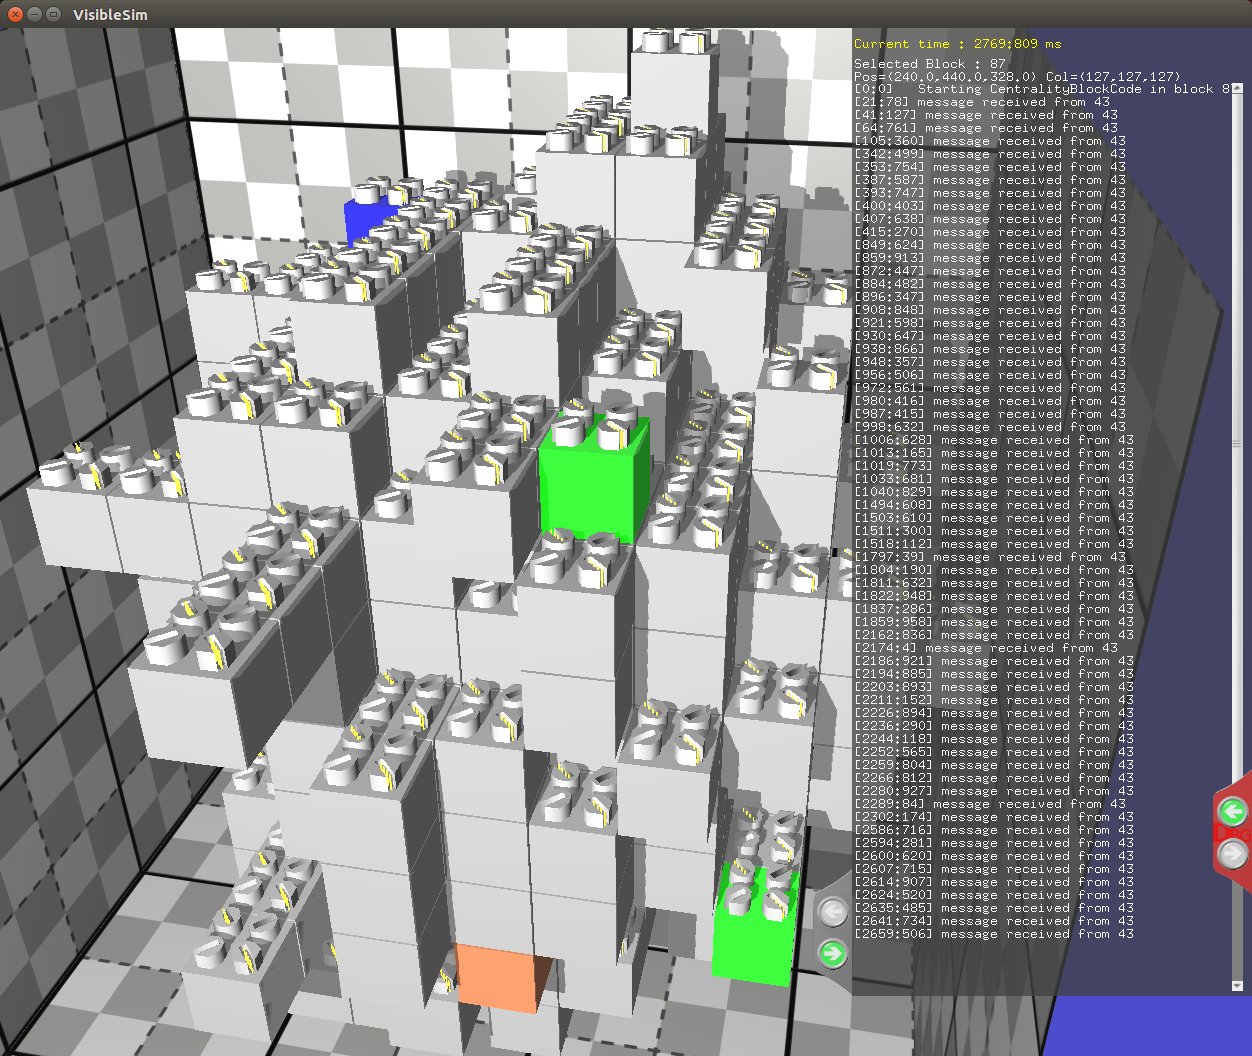 VisibleSim
Current time : 2769:809 ms
Selected Block : 87
Pos=(240.0,440.0,328.0) Col=(127,127,127)
[0:0] Starting CentralityBlockCode in block 8
[21:78] message received from 43
[41:127] message received from 43
[64:761] message received from 43
[105:360] message received from 43
[342:499] message received from 43
[353:754] message received from 43
[387:587] message received from 43
[393:747] message received from 43
[400:403] message received from 43
[407:638] message received from 43
[415:270] message received from 43
[849:624] message received from 43
[859:913] message received from 43
[872:447] message received from 43
[884:482] message received from 43
[896:347] message received from 43
[908:848] message received from 43
[921:598] message received from 43
[930:647] message received from 43
[938:866] message received from 43
[948:357] message received from 43
[956:506] message received from 43
[972:561] message received from 43
[980:416] message received from 43
[987:415] message received from 43
[998:632] message received from 43
[1006:628] message received from 43
[1013:165] message received from 43
[1019:773] message received from 43
[1033:681] message received from 43
[1040:829] message received from 43
[1494:608] message received from 43
[1503:610] message received from 43
[1511:300] message received from 43
[1518:112] message received from 43
[1797:39] message received from 43
[1804:190] message received from 43
[1811:632] message received from 43
[1822:948] message received from 43
[1837:286] message received from 43
[1859:958] message received from 43
[2162:836] message received from 43
[2174:4] message received from 43
[2186:921] message received from 43
[2194:885] message received from 43
[2203:893] message received from 43
[2211:152] message received from 43
[2226:894] message received from 43
[2236:290] message received from 43
[2244:118] message received from 43
[2252:565] message received from 43
[2259:804] message received from 43
[2266:812] message received from 43
[2280:927] message received from 43
[2289:84] message received from 43
[2302:174] message received from 43
[2586:716] message received from 43
[2594:281] message received from 43
[2600:620] message received from 43
[2607:715] message received from 43
[2614:907] message received from 43
[2624:520] message received from 43
[2635:485] message received from 43
[2641:734] message received from 43
[2659:506] message received from 43